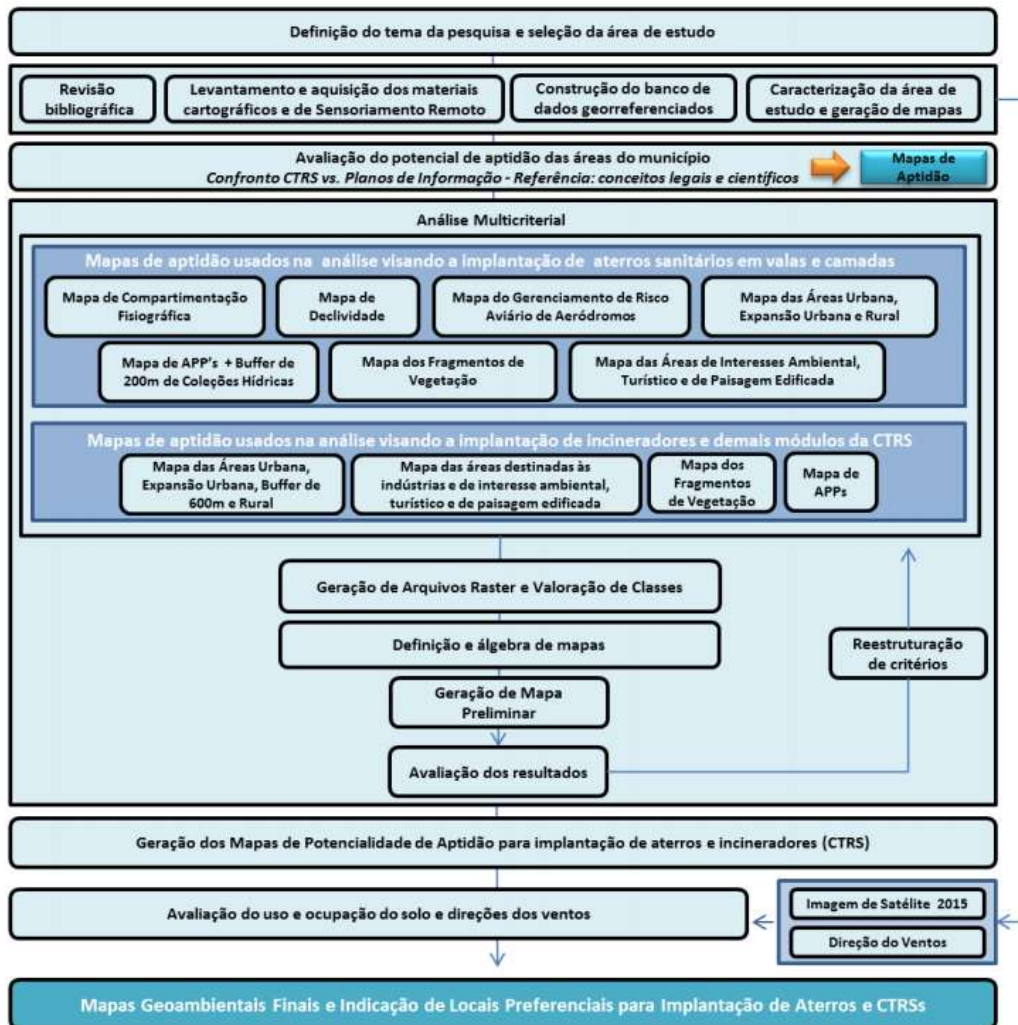 Definição do tema da pesquisa e seleção da área de estudo
Revisão
bibliográfica
Levantamento e aquisição dos materiais
cartográficos e de Sensoriamento Remoto
Construção do banco de
dados georreferenciados
Caracterização da área de
estudo e geração de mapas
Avaliação do potencial de aptidão das áreas do município
Confronto CTRS vs. Planos de Informação - Referência: conceitos legais e científicos
Mapas de
Aptidão
Análise Multicriterial
Mapas de aptidão usados na análise visando a implantação de aterros sanitários em valas e camadas
Mapa de Compartimentação
Fisiográfica
Mapa de
Declividade
Mapa do Gerenciamento de Risco
Aviário de Aeródromos
Mapa das Áreas Urbana,
Expansão Urbana e Rural
Mapa de APP's + Buffer de
200m de Coleções Hídricas
Mapa dos Fragmentos de
Vegetação
Mapa das Áreas de Interesses Ambiental,
Turístico e de Paisagem Edificada
Mapas de aptidão usados na análise visando a implantação de incineradores e demais módulos da CTRS
Mapa das Áreas Urbana,
Expansão Urbana, Buffer de
600m e Rural
Mapa das áreas destinadas às
indústrias e de interesse ambiental,
turístico e de paisagem edificada
Mapa dos
Fragmentos
de Vegetação
Mapa de
APPs
Geração de Arquivos Raster e Valoração de Classes
Definição e álgebra de mapas
Geração de Mapa
Preliminar
Avaliação dos resultados
Reestruturação
de critérios
Geração dos Mapas de Potencialidade de Aptidão para implantação de aterros e incineradores (CTRS)
Avaliação do uso e ocupação do solo e direções dos ventos
Imagem de Satélite 2015
Direção do Ventos
Mapas Geoambientais Finais e Indicação de Locais Preferenciais para Implantação de Aterros e CTRSs